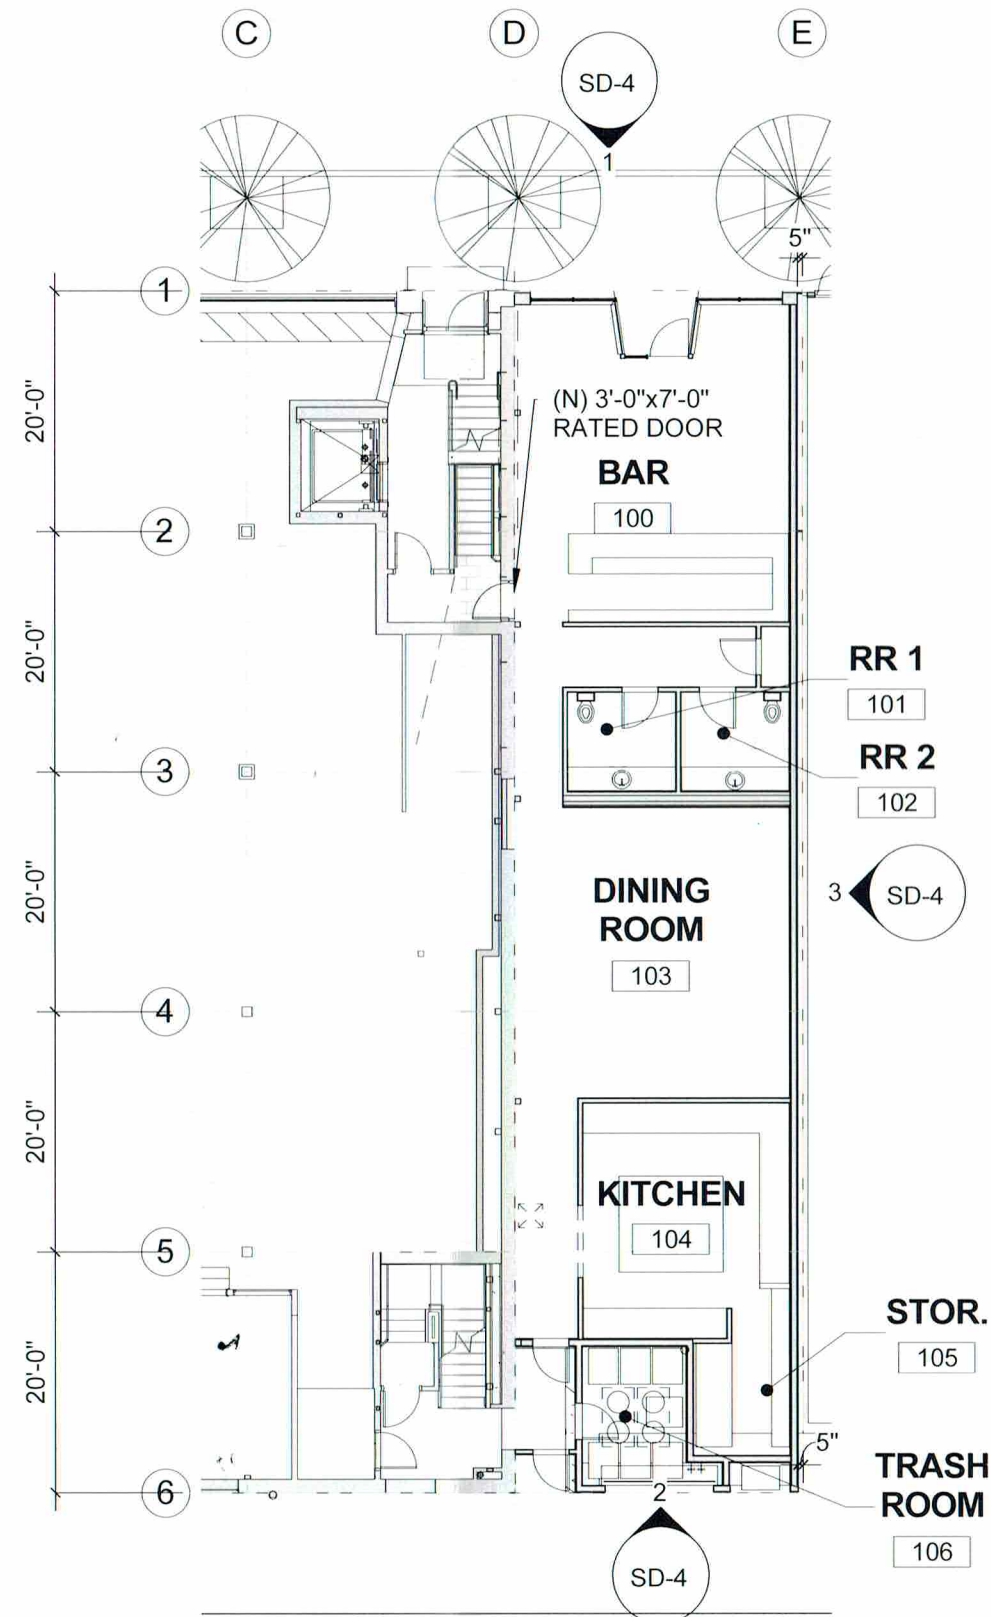 C
D
E
SD-4
1
5"
1
20'-0"
(N) 3'-0"x7'-0"
RATED DOOR
BAR
100
2
20'-0"
RR 1
101
RR 2
102
3
20'-0"
DINING
ROOM
103
3
SD-4
4
20'-0"
KITCHEN
104
5
20'-0"
STOR.
105
5"
TRASH
ROOM
106
6
2
SD-4